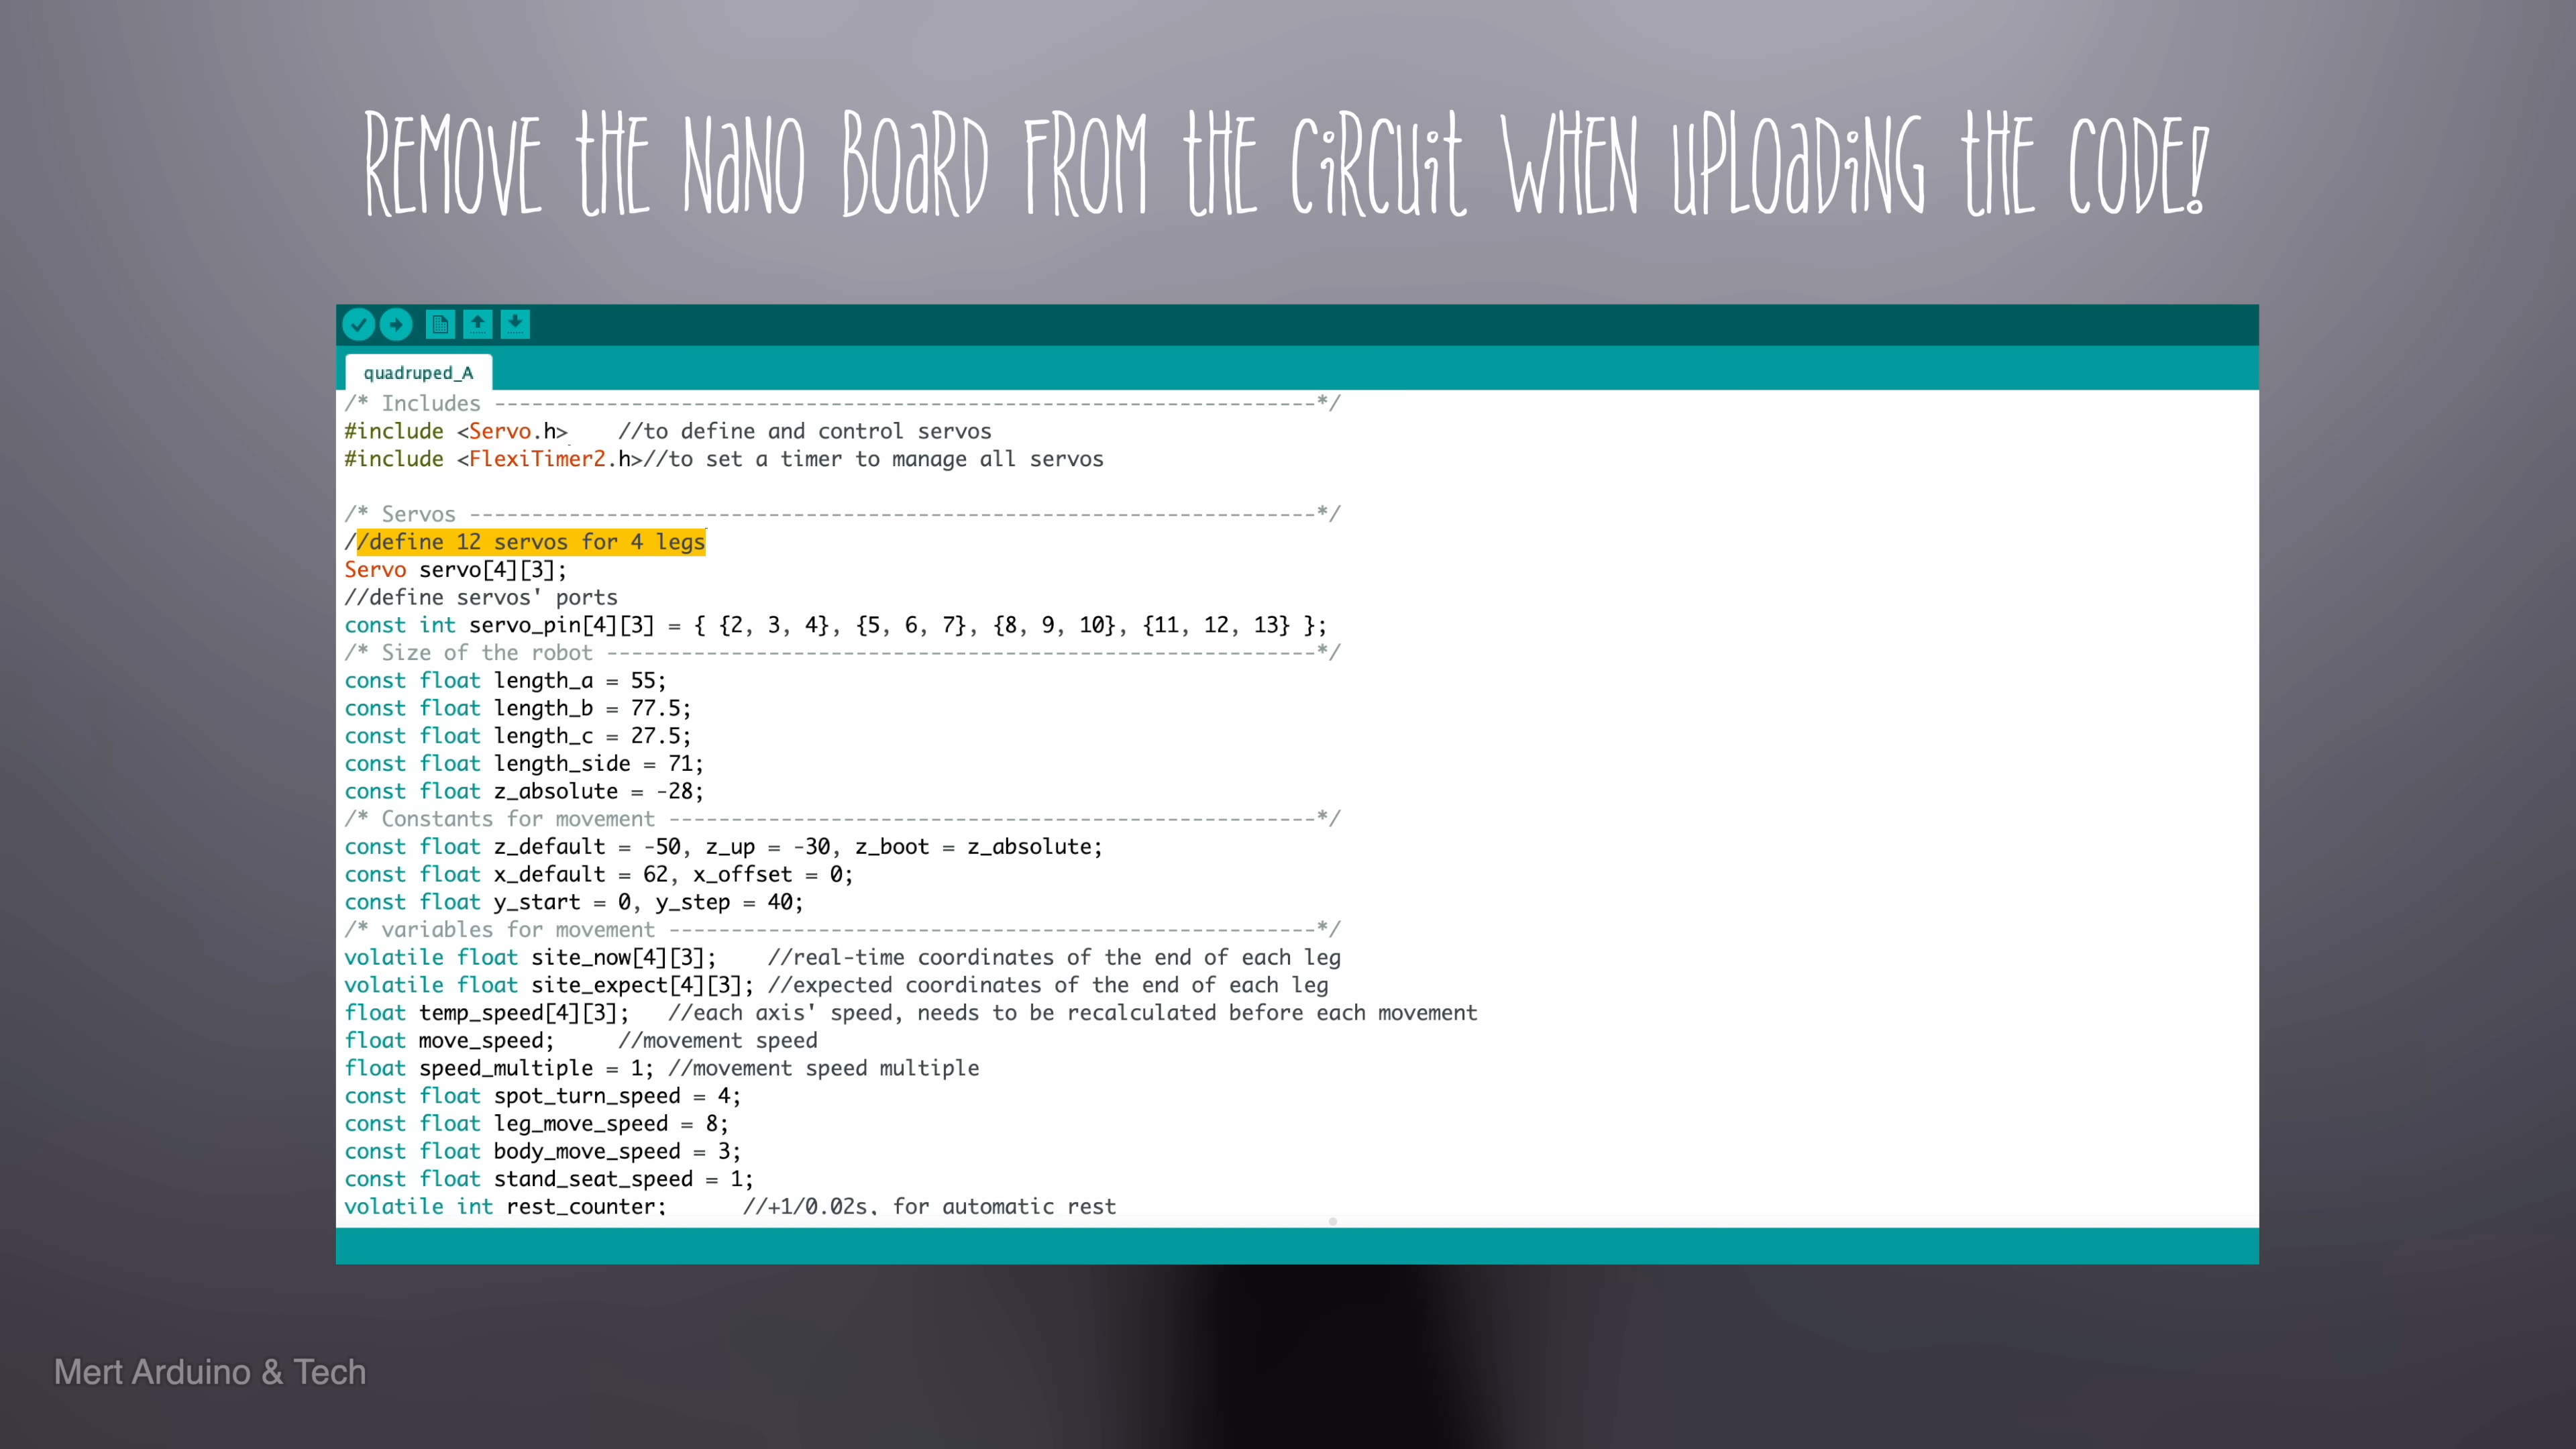 REMOVE tHE NaNO BOaRD FROM tHE CiRCuit WHEN uPLOaDiNG tHE CODE!
quadruped_A
/* Includes ------------------------------------------------------------------*/
#include <Servo.h>    //to define and control servos
#include <FlexiTimer2.h>//to set a timer to manage all servos
/* Servos --------------------------------------------------------------------*/
//define 12 servos for 4 legs
Servo servo[4][3];
//define servos' ports
const int servo_pin[4][3] = { {2, 3, 4}, {5, 6, 7}, {8, 9, 10}, {11, 12, 13} };
/* Size of the robot ---------------------------------------------------------*/
const float length_a = 55;
const float length_b = 77.5;
const float length_c = 27.5;
const float length_side = 71;
const float z_absolute = -28;
/* Constants for movement ----------------------------------------------------*/
const float z_default = -50, z_up = -30, z_boot = z_absolute;
const float x_default = 62, x_offset = 0;
const float y_start = 0, y_step = 40;
/* variables for movement ----------------------------------------------------*/
volatile float site_now[4][3];    //real-time coordinates of the end of each leg
volatile float site_expect[4][3]; //expected coordinates of the end of each leg
float temp_speed[4][3];   //each axis' speed, needs to be recalculated before each movement
float move_speed;     //movement speed
float speed_multiple = 1; //movement speed multiple
const float spot_turn_speed = 4;
const float leg_move_speed = 8;
const float body_move_speed = 3;
const float stand_seat_speed = 1;
volatile int rest_counter;      //+1/0.02s, for automatic rest
Mert Arduino & Tech